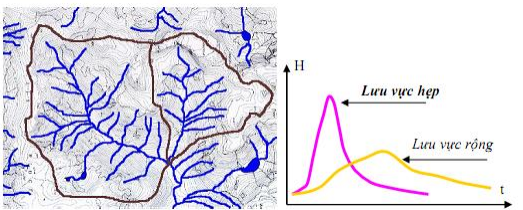 H
Lưu vực hẹp
Lưu vực rộng
t